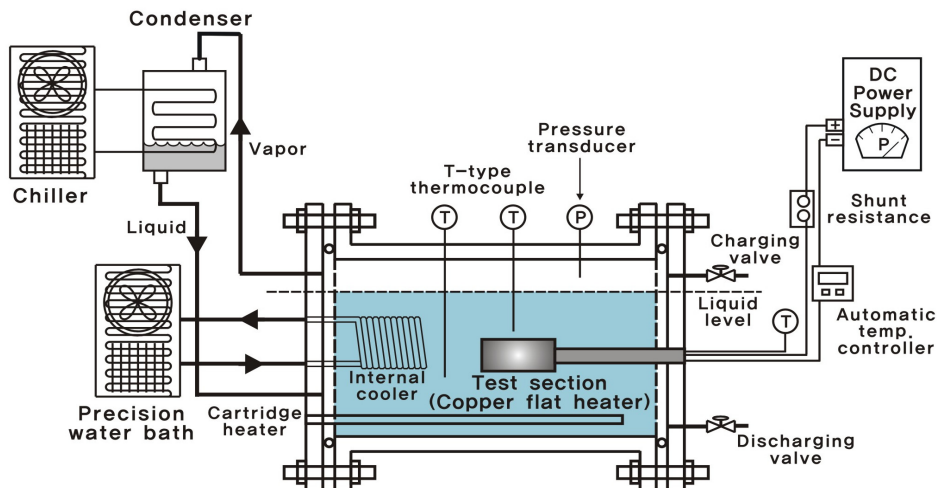 Condenser
Chiller
Vapor
Liquid
Precision
water bath
Cartridge
heater
Internal
cooler
T-type
thermocouple
T
T
Pressure
transducer
P
Test section
(Copper flat heater)
DC
Power
Supply
P
+
−
Shunt
resistance
Charging
valve
Liquid
level
T
Automatic
temp.
controller
Discharging
valve